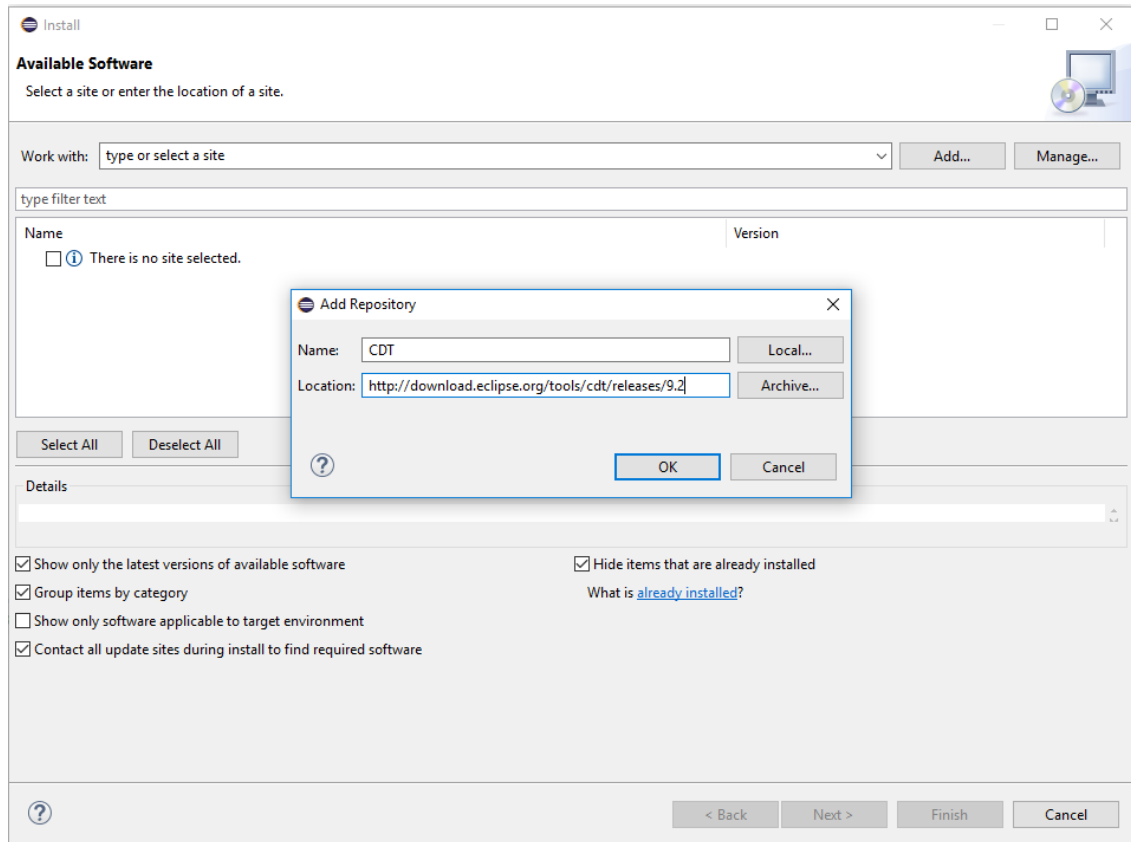 Install
Available Software
Select a site or enter the location of a site.
Work with: type or select a site Add... Manage...
type filter text
Name Version
There is no site selected.
Add Repository
Name: CDT Local...
Location: http://download.eclipse.org/tools/cdt/releases/9.2 Archive...
OK Cancel
Select All Deselect All
Details
Show only the latest versions of available software Hide items that are already installed
Group items by category What is already installed?
Show only software applicable to target environment
Contact all update sites during install to find required software
< Back Next > Finish Cancel